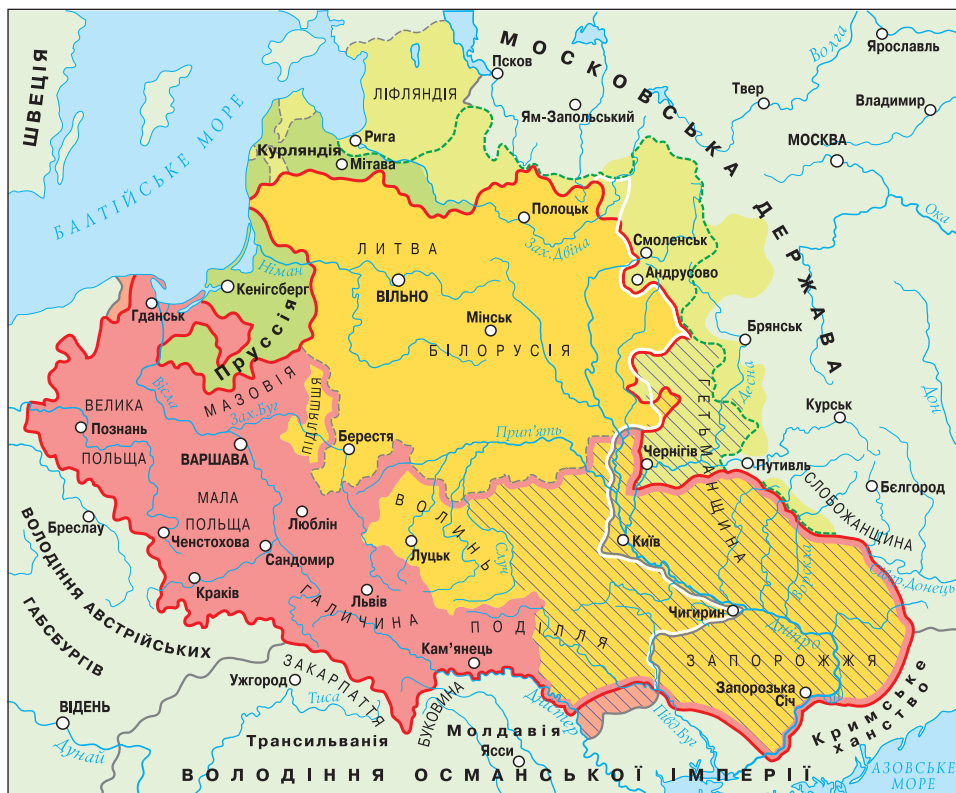 ШВЕЦІЯ
БАЛТІЙСЬКЕ МОРЕ
МОСКОВСЬКА ДЕРЖАВА
Псков
Ям-Запольський
Волга
Ярославль
Твер
Владимир
МОСКВА
Ока
ЛІФЛЯНДІЯ
Рига
Курляндія
Мітава
Полоцьк
Зах. Двіна
Смоленськ
Андрусово
ЛИТВА
ВІЛЬНО
Німан
Кенігсберг
Гданськ
Пруссія
Мінськ
БІЛОРУСІЯ
Брянськ
Десна
Дон
Курськ
ГЕТЬМАНЩИНА
МАЗОВІЯ
Вісла
Зах. Буг
ВЕЛИКА
ПОЛЬЩА
Познань
ВАРШАВА
ПІДЛЯШШЯ
Берестя
Прип'ять
Чернігів
Путивль
СЛОБОЖАНЩИНА
Бєлгород
МАЛА
ПОЛЬЩА
Люблін
ВОЛИНЬ
Луцьк
Случ
Київ
Бреслау
Ченстохова
Сандомир
Краків
Львів
ГАЛИЧИНА
ПОДІЛЛЯ
Ворскла
Сівер. Донець
Чигирин
Дніпро
ВОЛОДІННЯ АВСТРІЙСЬКИХ
ГАБСБУРГІВ
Кам'янець
ЗАПОРОЖЖЯ
Запорозька
Січ
Ужгород
ЗАКАРПАТТЯ
Тиса
БУКОВИНА
Дністер
Півд. Буг
Кримське
ханство
ВІДЕНЬ
Дунай
Трансильванія
Молдавія
Ясси
ВОЛОДІННЯ ОСМАНСЬКОЇ ІМПЕРІЇ
АЗОВСЬКЕ
МОРЕ